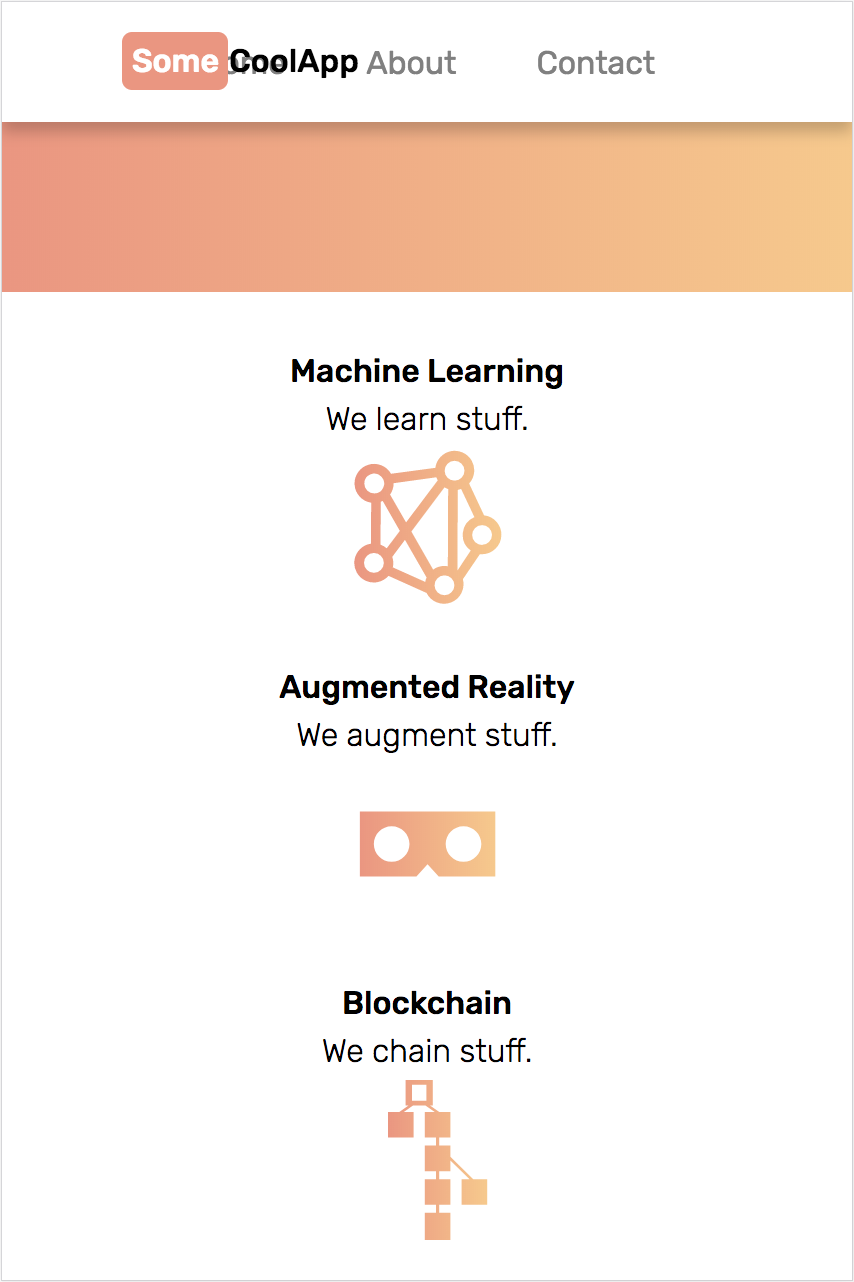 Some CoolApp About Contact
Machine Learning
We learn stuff.
Augmented Reality
We augment stuff.
Blockchain
We chain stuff.